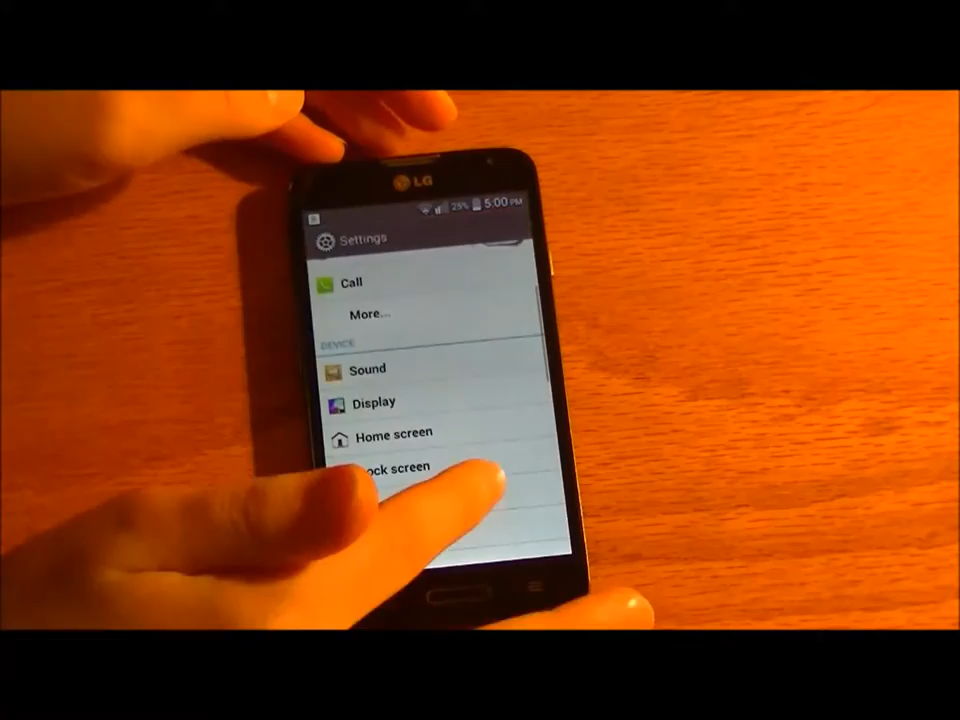 LG
25% 5:00 PM
Settings
Call
More...
DEVICE
Sound
Display
Home screen
ock screen